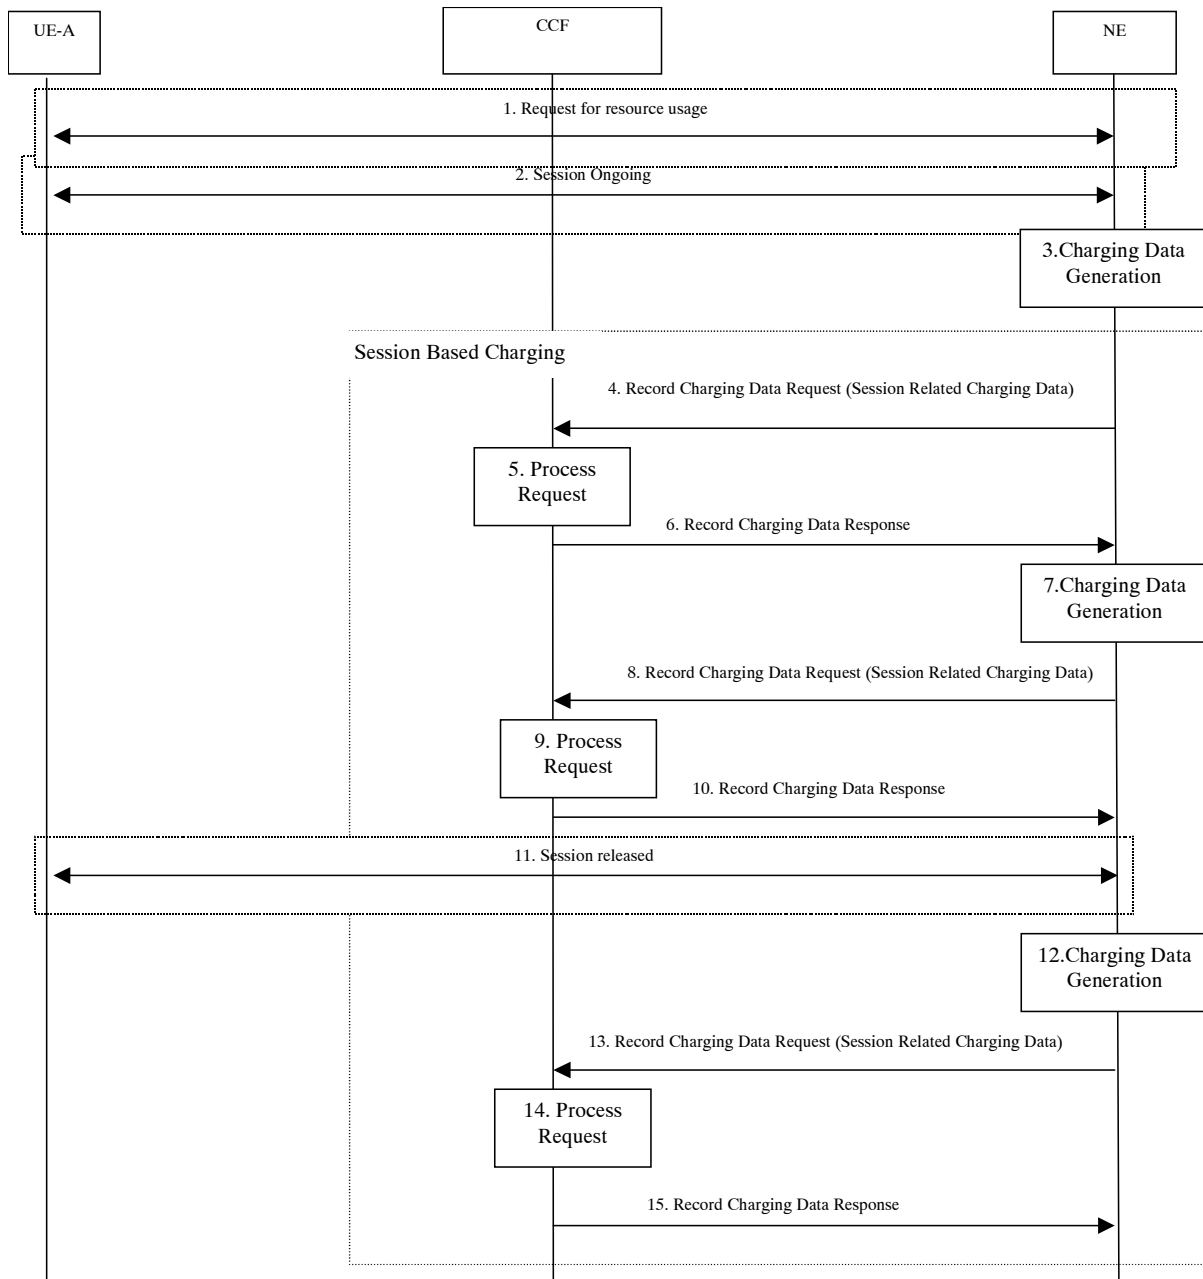 UE-A
CCF
NE
1. Request for resource usage
2. Session Ongoing
3.Charging Data
Generation
Session Based Charging
4. Record Charging Data Request (Session Related Charging Data)
5. Process
Request
6. Record Charging Data Response
7.Charging Data
Generation
8. Record Charging Data Request (Session Related Charging Data)
9. Process
Request
10. Record Charging Data Response
11. Session released
12.Charging Data
Generation
13. Record Charging Data Request (Session Related Charging Data)
14. Process
Request
15. Record Charging Data Response